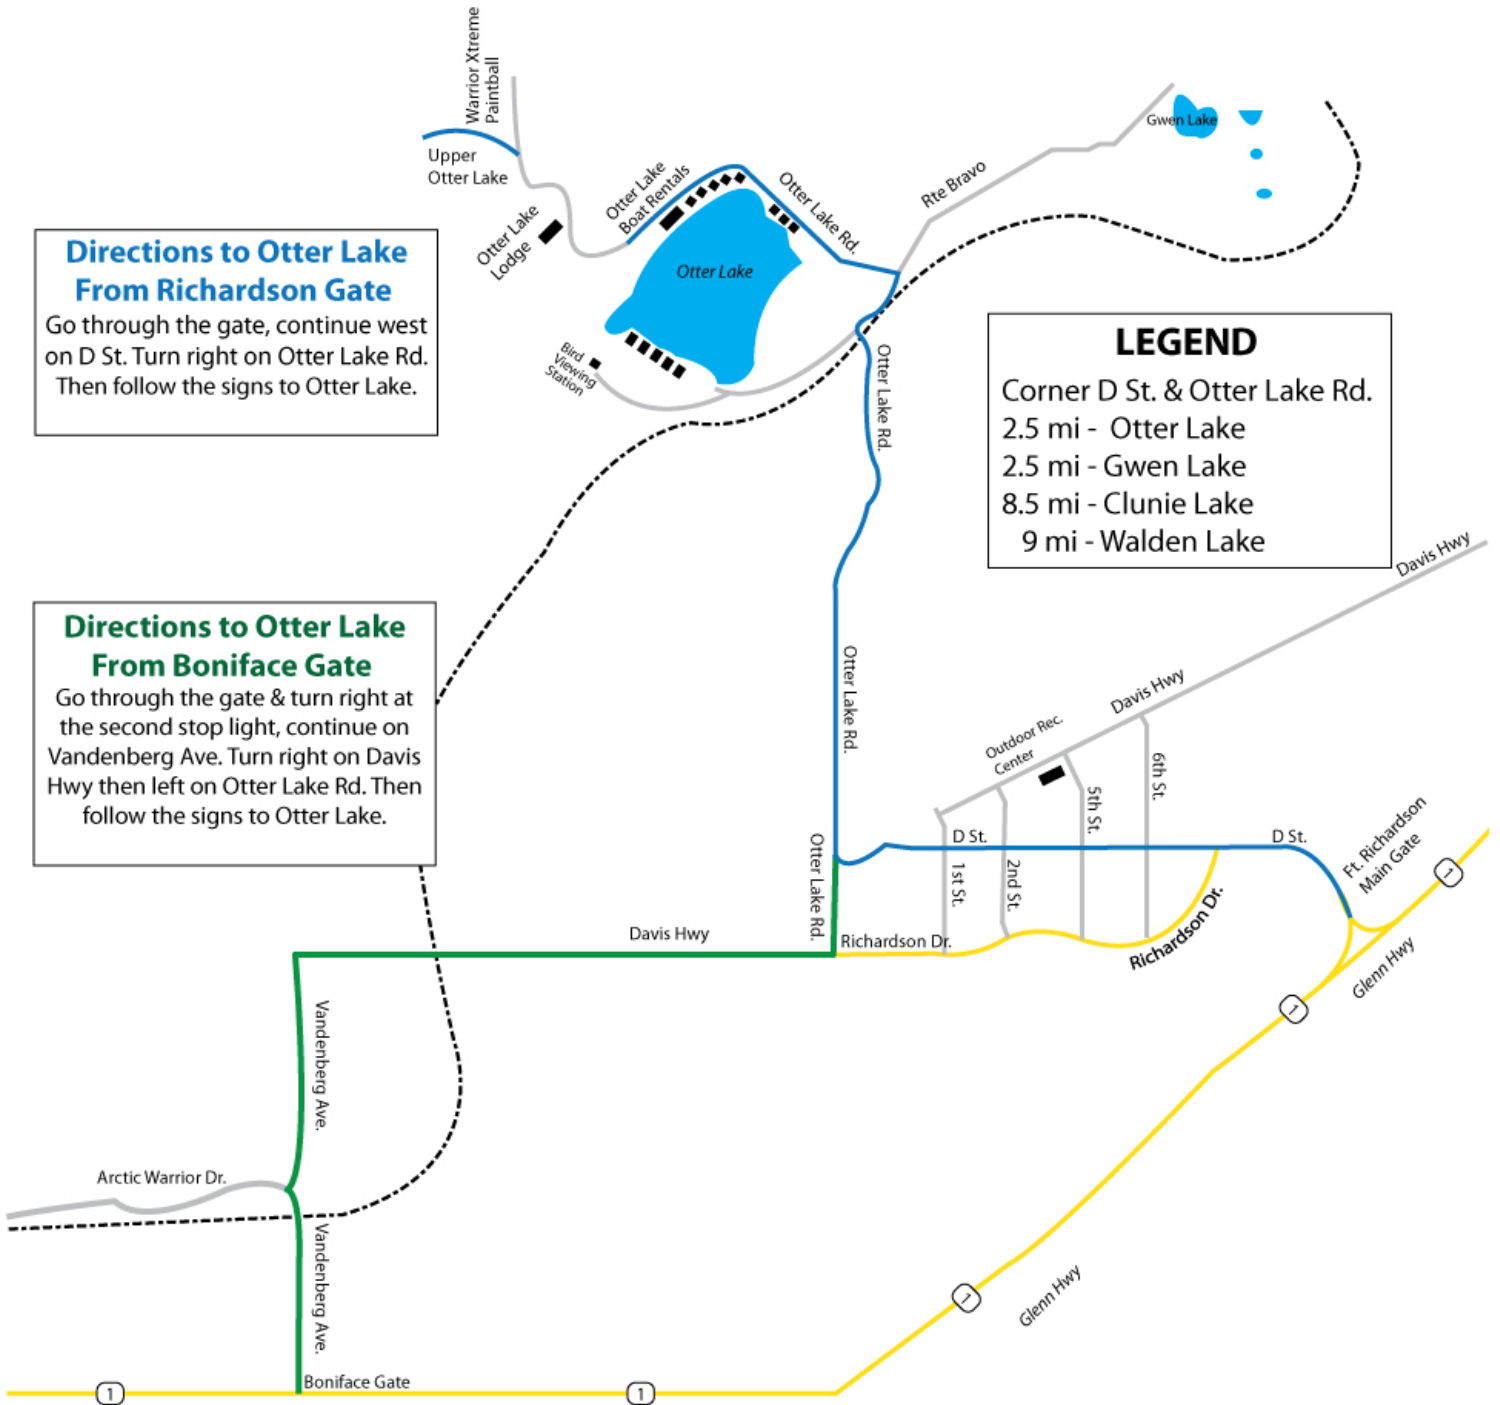 Warrior Xtreme
Paintball
Upper
Otter Lake
Otter Lake
Lodge
Otter Lake
Boat Rentals
Otter Lake Rd.
Rte Bravo
Gwen Lake
Otter Lake
Bird
Viewing
Station
Otter Lake Rd.
Directions to Otter Lake
From Richardson Gate
Go through the gate, continue west
on D St. Turn right on Otter Lake Rd.
Then follow the signs to Otter Lake.
LEGEND
Corner D St. & Otter Lake Rd.
2.5 mi - Otter Lake
2.5 mi - Gwen Lake
8.5 mi - Clunie Lake
9 mi - Walden Lake
Directions to Otter Lake
From Boniface Gate
Go through the gate & turn right at
the second stop light, continue on
Vandenberg Ave. Turn right on Davis
Hwy then left on Otter Lake Rd. Then
follow the signs to Otter Lake.
Davis Hwy
Davis Hwy
Otter Lake Rd.
Outdoor Rec.
Center
6th St.
5th St.
D St.
D St.
1st St.
2nd St.
Otter Lake Rd.
Ft. Richardson
Main Gate
1
Davis Hwy
Richardson Dr.
Richardson Dr.
Glenn Hwy
1
Vandenberg Ave.
Arctic Warrior Dr.
Vandenberg Ave.
1
Glenn Hwy
Boniface Gate
1
1